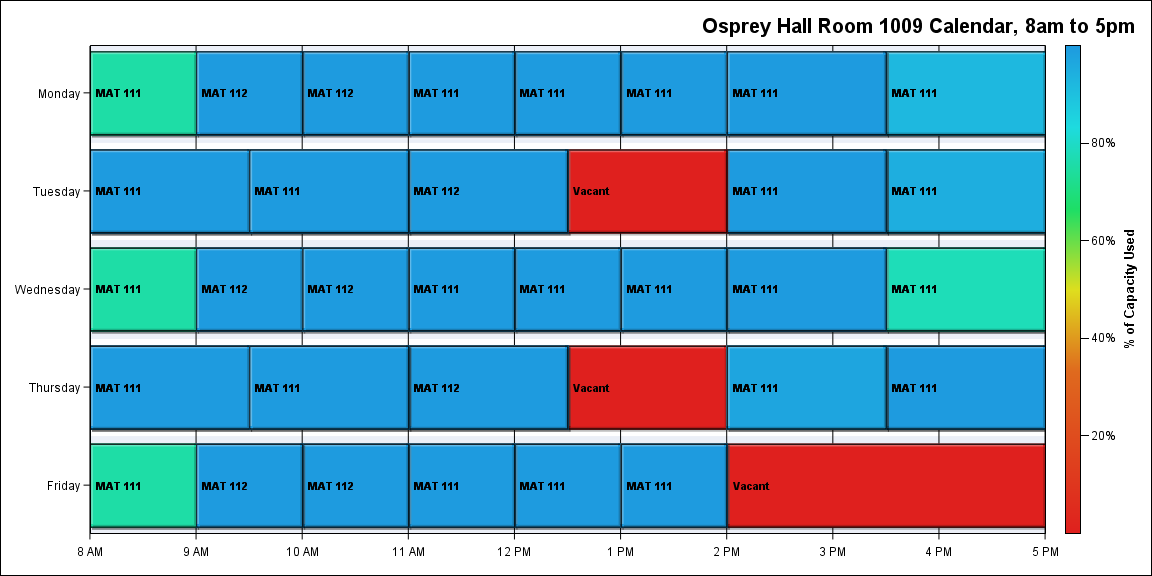 Osprey Hall Room 1009 Calendar, 8am to 5pm
Monday MAT 111 MAT 112 MAT 112 MAT 111 MAT 111 MAT 111 MAT 111 MAT 111
80%
Tuesday MAT 111 MAT 111 MAT 112 Vacant MAT 111 MAT 111
60%
Wednesday MAT 111 MAT 112 MAT 112 MAT 111 MAT 111 MAT 111 MAT 111 MAT 111
% of Capacity Used
40%
Thursday MAT 111 MAT 111 MAT 112 Vacant MAT 111 MAT 111
20%
Friday MAT 111 MAT 112 MAT 112 MAT 111 MAT 111 MAT 111 Vacant
8 AM 9 AM 10 AM 11 AM 12 PM 1 PM 2 PM 3 PM 4 PM 5 PM